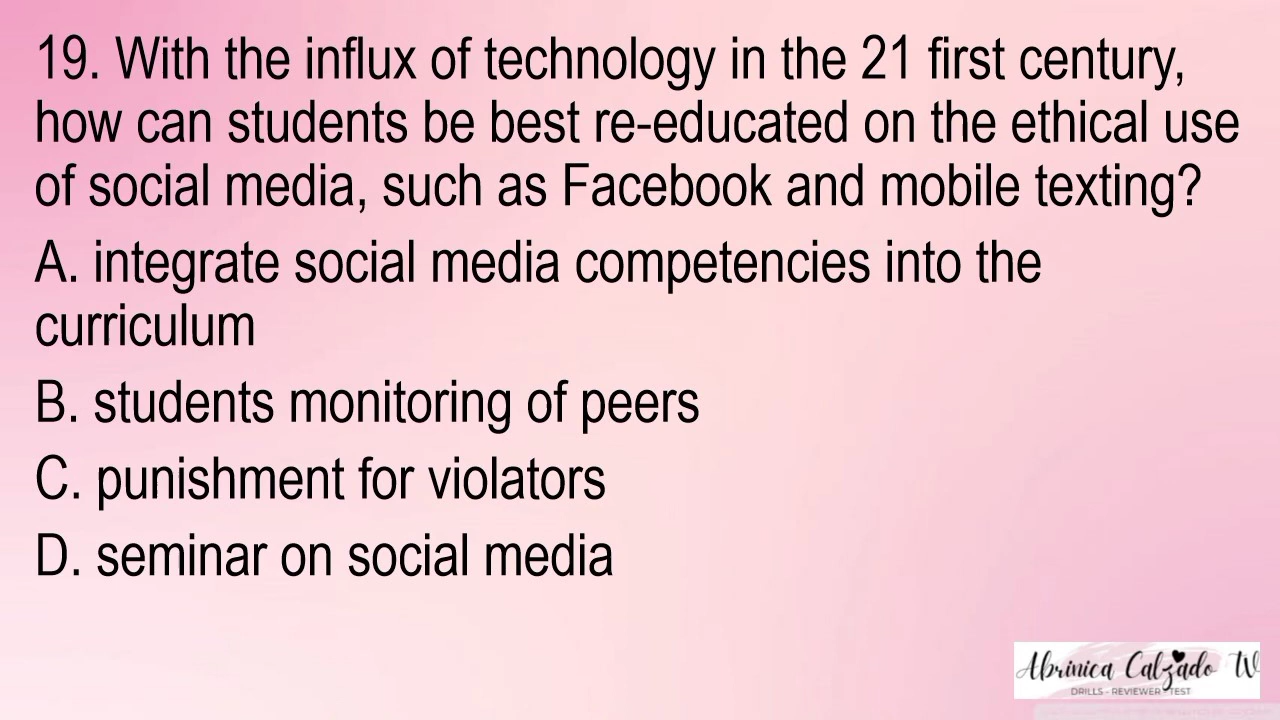 19. With the influx of technology in the 21 first century,
how can students be best re-educated on the ethical use
of social media, such as Facebook and mobile texting?
A. integrate social media competencies into the
curriculum
B. students monitoring of peers
C. punishment for violators
D. seminar on social media
Abrinica Calzado TV
DRILLS - REVIEWER - TEST